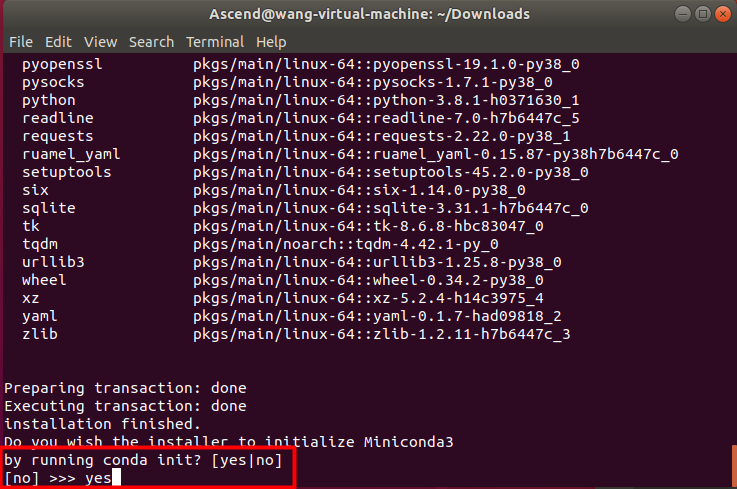 Ascend@wang-virtual-machine: ~/Downloads
File Edit View Search Terminal Help
pyopenssl pkgs/main/linux-64::pyopenssl-19.1.0-py38_0
pysocks pkgs/main/linux-64::pysocks-1.7.1-py38_0
python pkgs/main/linux-64::python-3.8.1-h0371630_1
readline pkgs/main/linux-64::readline-7.0-h7b6447c_5
requests pkgs/main/linux-64::requests-2.22.0-py38_1
ruamel_yaml pkgs/main/linux-64::ruamel_yaml-0.15.87-py38h7b6447c_0
setuptools pkgs/main/linux-64::setuptools-45.2.0-py38_0
six pkgs/main/linux-64::six-1.14.0-py38_0
sqlite pkgs/main/linux-64::sqlite-3.31.1-h7b6447c_0
tk pkgs/main/linux-64::tk-8.6.8-hbc83047_0
tqdm pkgs/main/noarch::tqdm-4.42.1-py_0
urllib3 pkgs/main/linux-64::urllib3-1.25.8-py38_0
wheel pkgs/main/linux-64::wheel-0.34.2-py38_0
xz pkgs/main/linux-64::xz-5.2.4-h14c3975_4
yaml pkgs/main/linux-64::yaml-0.1.7-had09818_2
zlib pkgs/main/linux-64::zlib-1.2.11-h7b6447c_3
Preparing transaction: done
Executing transaction: done
installation finished.
Do you wish the installer to initialize Miniconda3
by running conda init? [yes|no]
[no] >>> yes